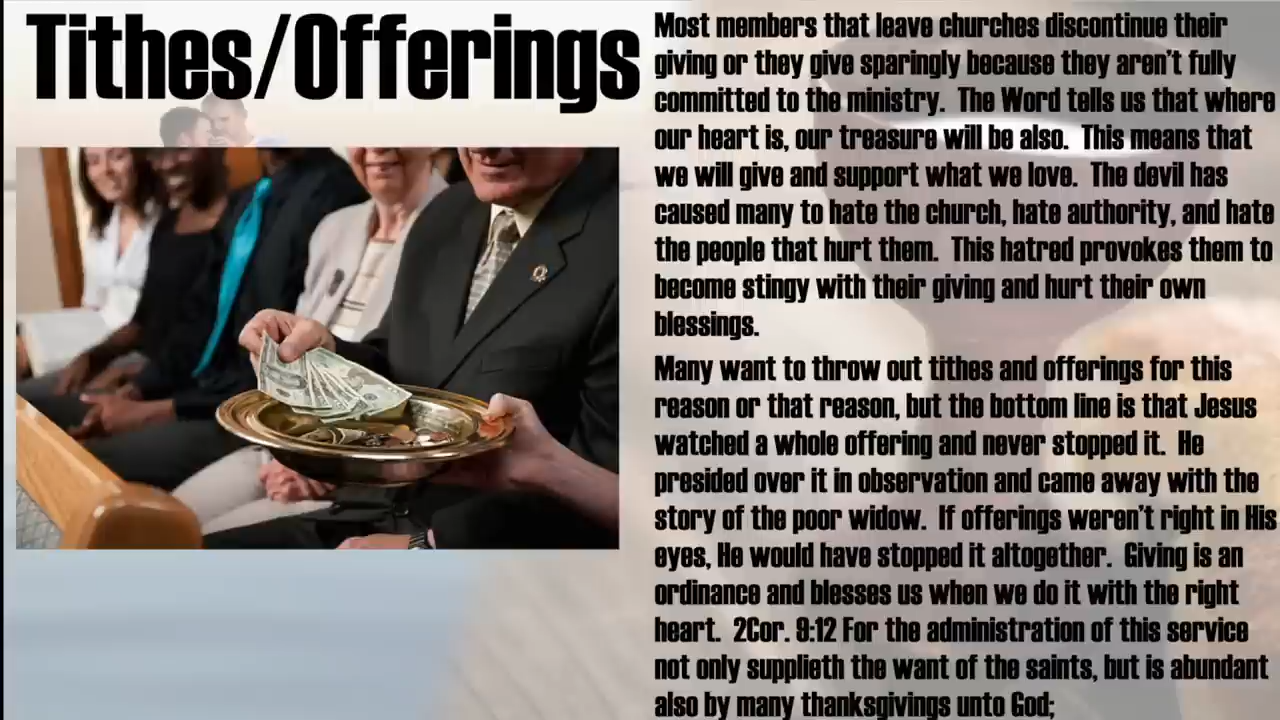 Tithes/Offerings
Most members that leave churches discontinue their
giving or they give sparingly because they aren't fully
committed to the ministry. The Word tells us that where
our heart is, our treasure will be also. This means that
we will give and support what we love. The devil has
caused many to hate the church, hate authority, and hate
the people that hurt them. This hatred provokes them to
become stingy with their giving and hurt their own
blessings.
Many want to throw out tithes and offerings for this
reason or that reason, but the bottom line is that Jesus
watched a whole offering and never stopped it. He
presided over it in observation and came away with the
story of the poor widow. If offerings weren't right in His
eyes, He would have stopped it altogether. Giving is an
ordinance and blesses us when we do it with the right
heart. 2Cor. 9:12 For the administration of this service
not only supplieth the want of the saints, but is abundant
also by many thanksgivings unto God;